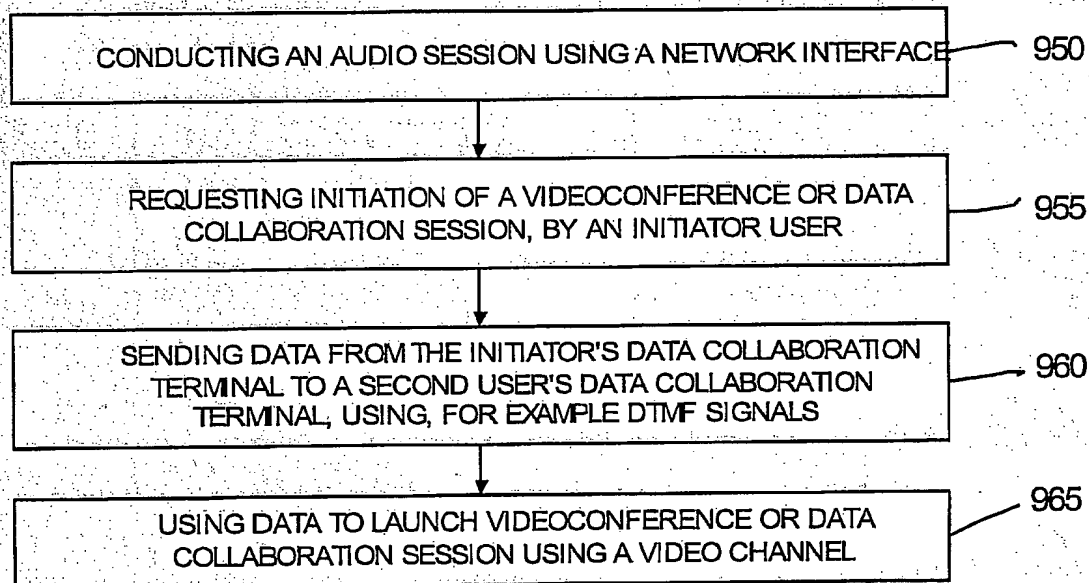 CONDUCTING AN AUDIO SESSION USING A NETWORK INTERFACE
950
REQUESTING INITIATION OF A VIDEOCONFERENCE OR DATA
COLLABORATION SESSION, BY AN INITIATOR USER
955
SENDING DATA FROM THE INITIATOR'S DATA COLLABORATION
TERMINAL TO A SECOND USER'S DATA COLLABORATION
TERMINAL, USING, FOR EXAMPLE DTMF SIGNALS
960
USING DATA TO LAUNCH VIDEOCONFERENCE OR DATA
COLLABORATION SESSION USING A VIDEO CHANNEL
965